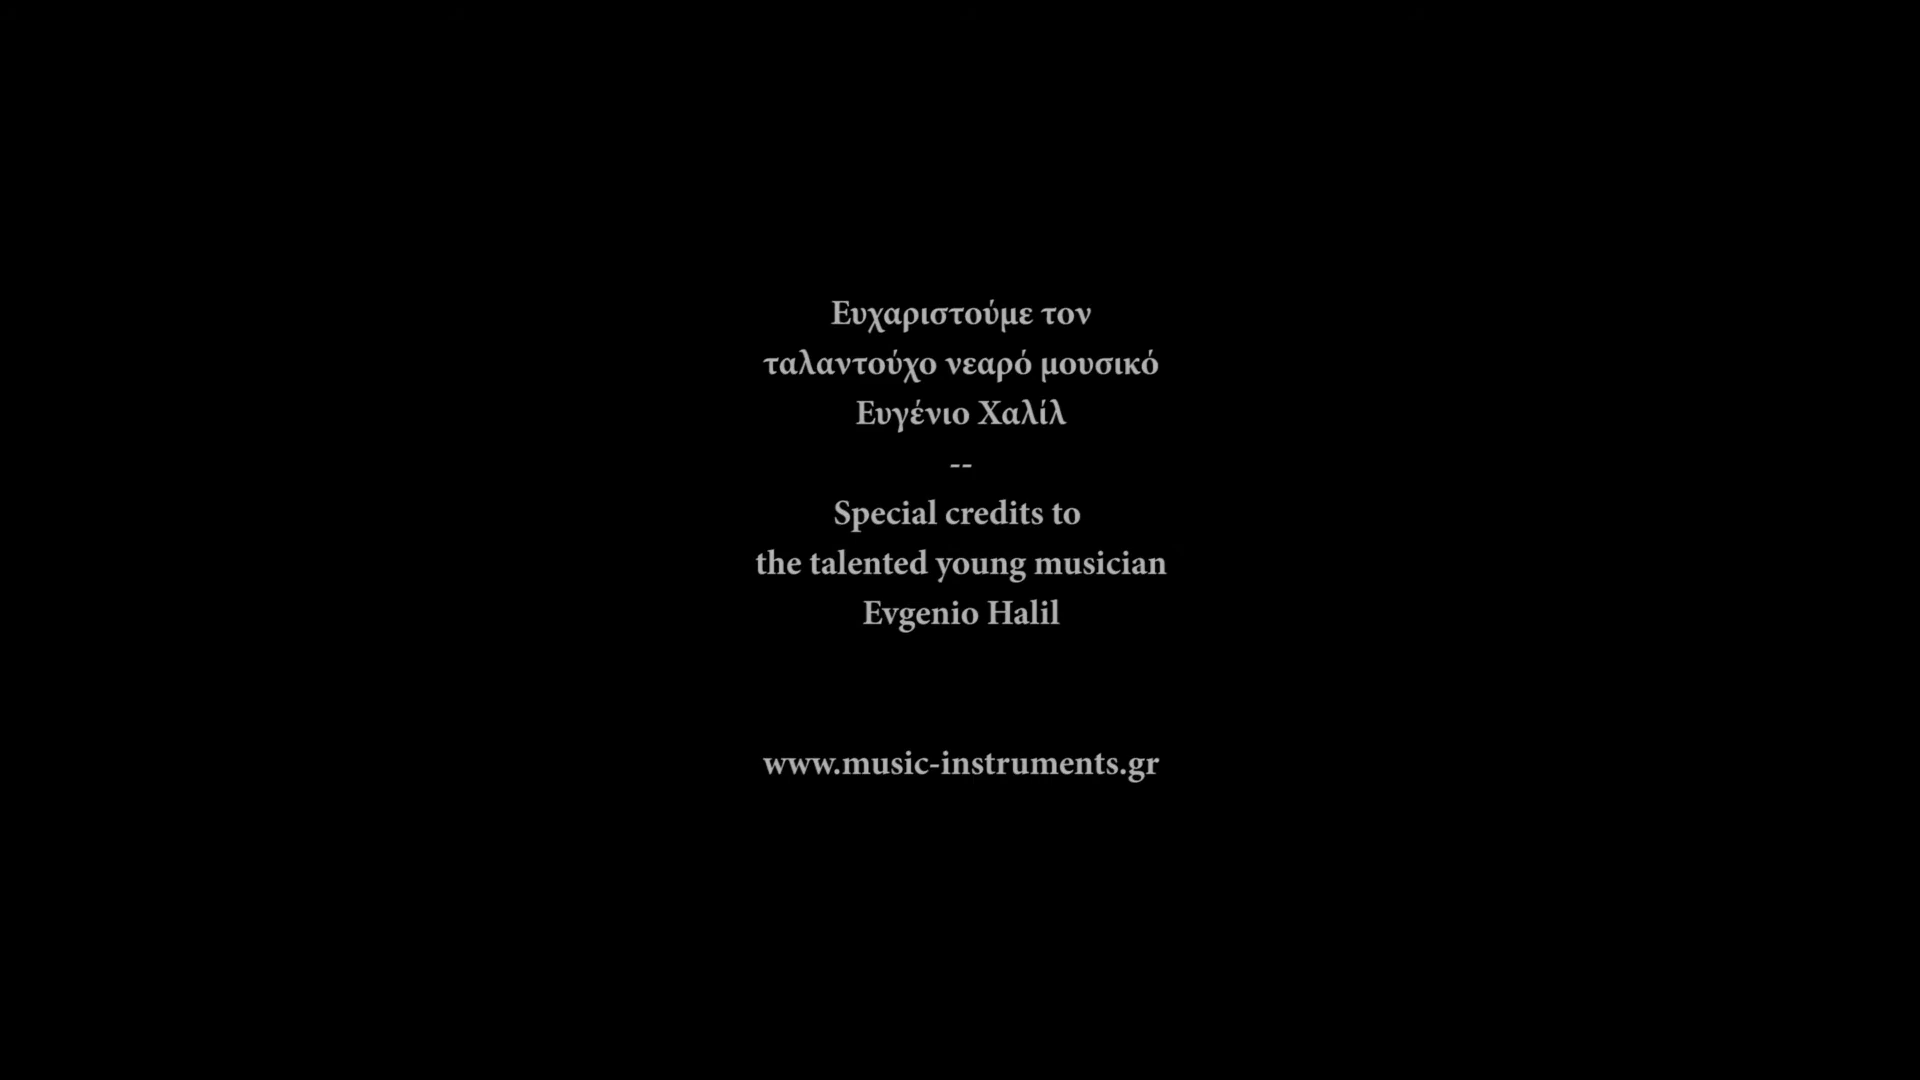 Ευχαριστούμε τον
ταλαντούχο νεαρό μουσικό
Ευγένιο Χαλίλ
--
Special credits to
the talented young musician
Evgenio Halil
www.music-instruments.gr